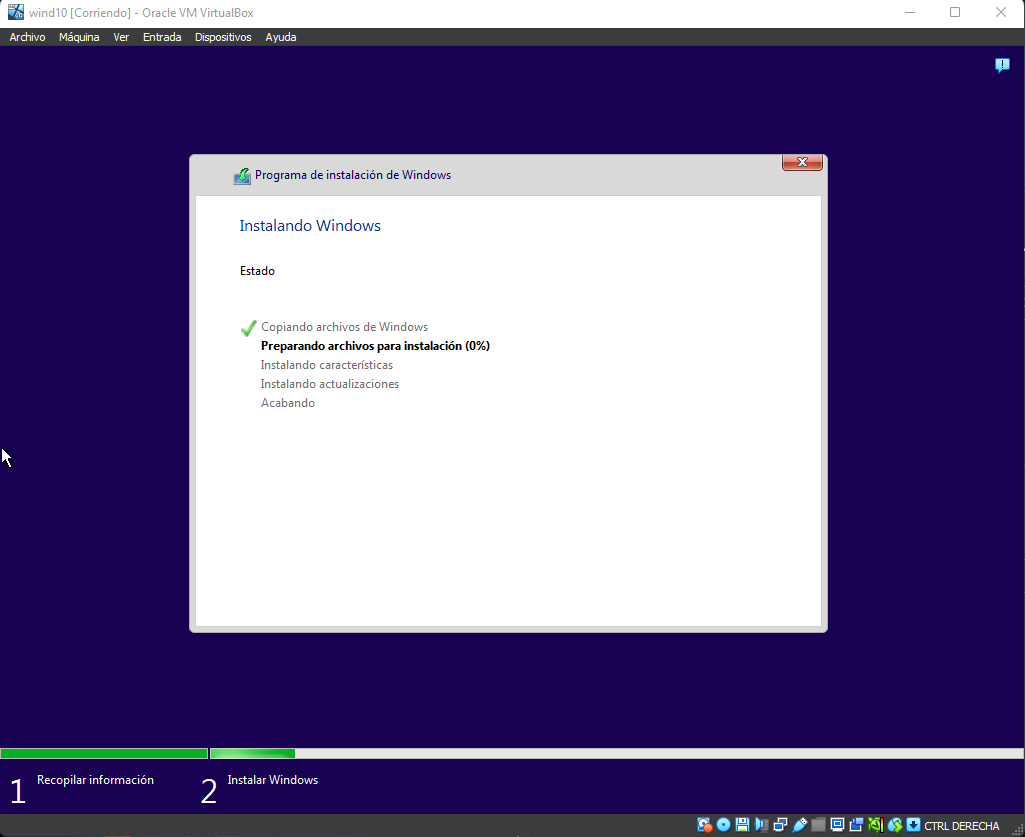 wind10 [Corriendo] - Oracle VM VirtualBox
Archivo Máquina Ver Entrada Dispositivos Ayuda
Programa de instalación de Windows
Instalando Windows
Estado
Copiando archivos de Windows
Preparando archivos para instalación (0%)
Instalando características
Instalando actualizaciones
Acabando
1 Recopilar información 2 Instalar Windows
CTRL DERECHA